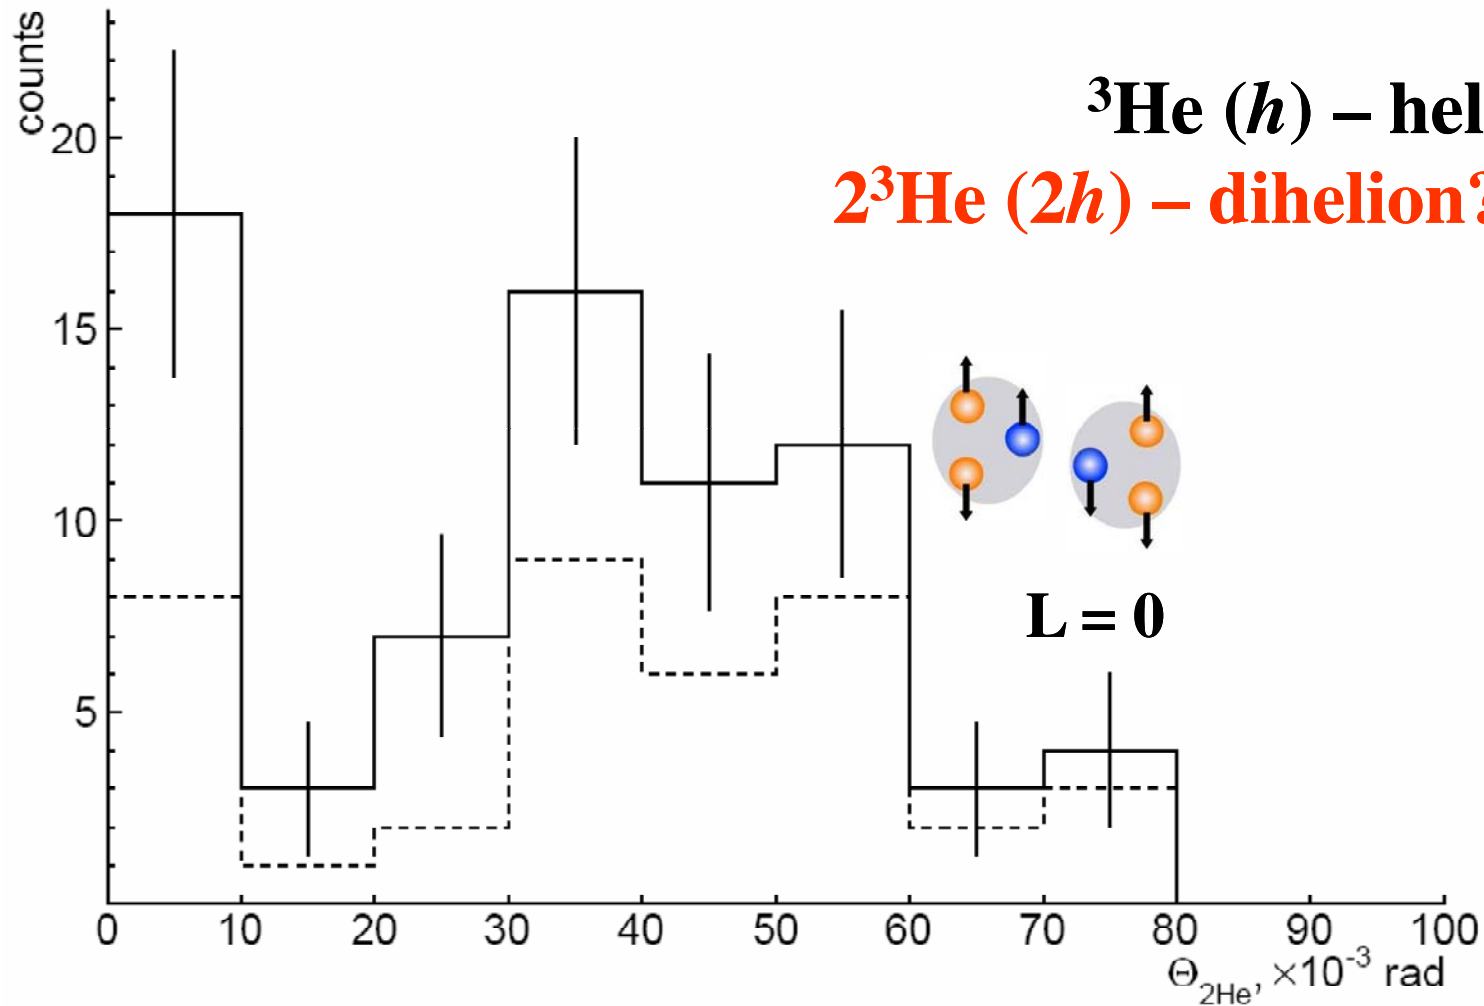 counts
³He (h) – hel
2³He (2h) – dihelion?
20
15
10
5
L = 0
0 10 20 30 40 50 60 70 80 90 100
Θ₂He, ×10⁻³ rad